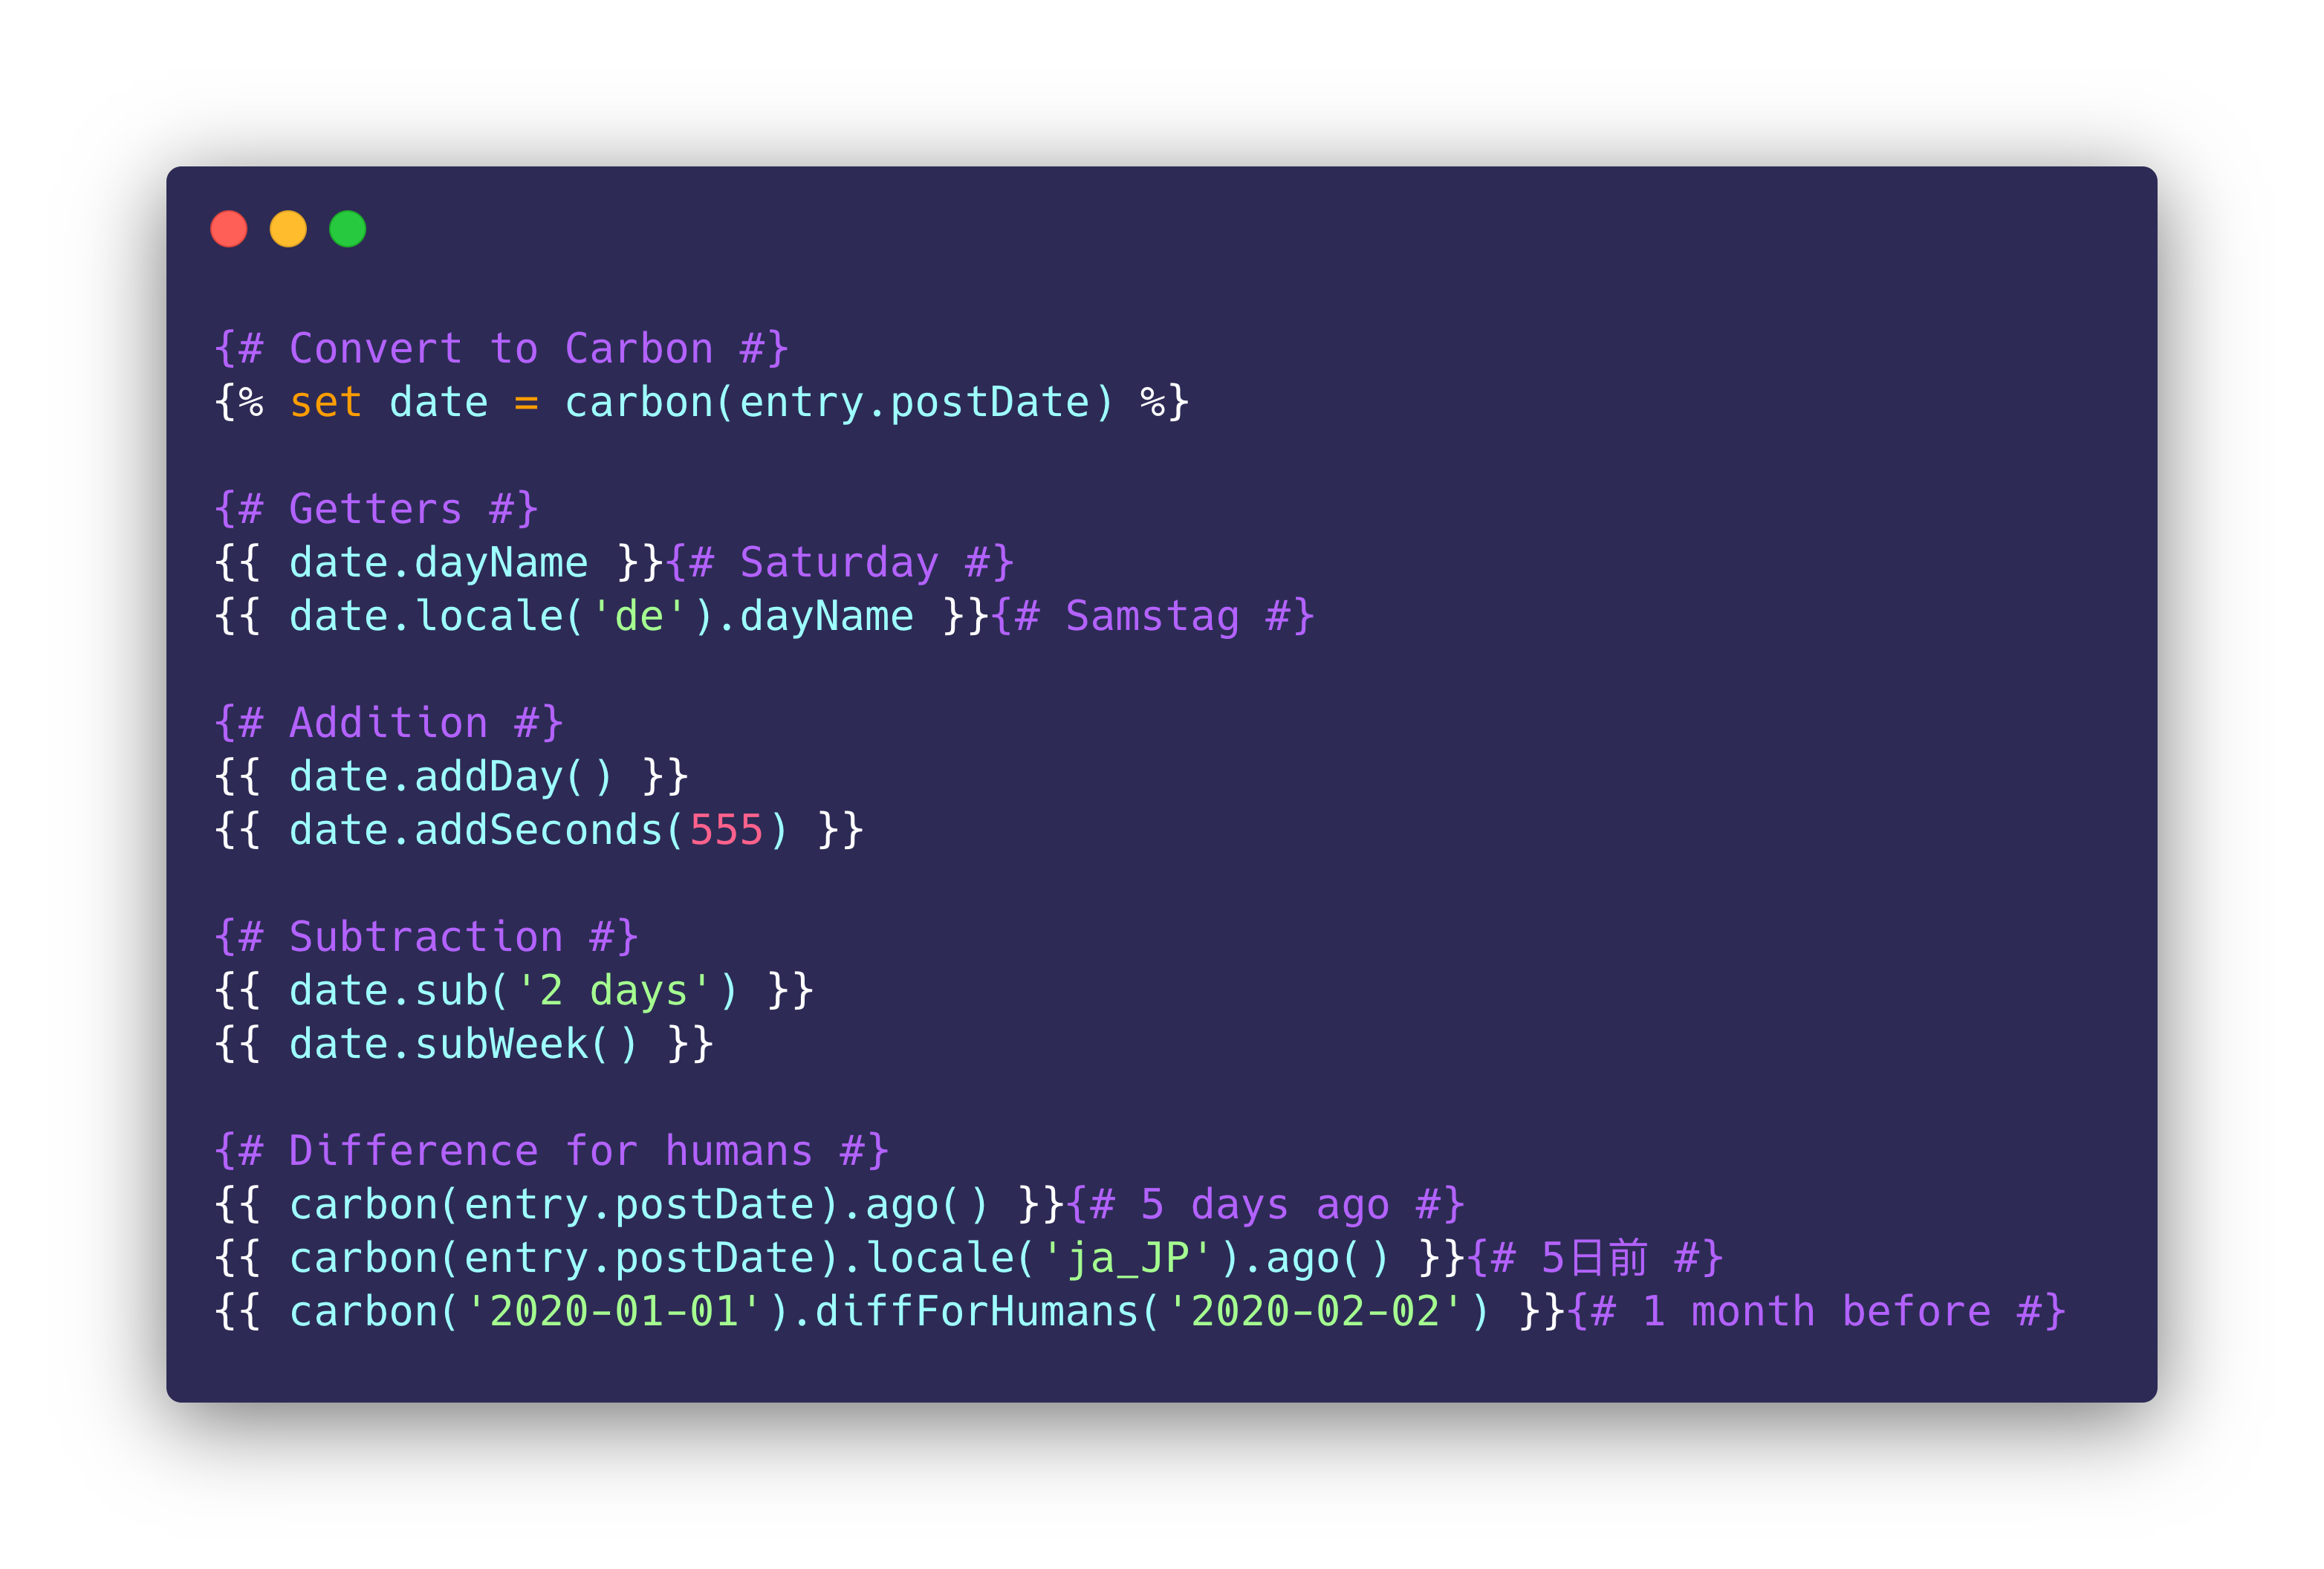 {# Convert to Carbon #}
{% set date = carbon(entry.postDate) %}
{# Getters #}
{{ date.dayName }}{# Saturday #}
{{ date.locale('de').dayName }}{# Samstag #}
{# Addition #}
{{ date.addDay() }}
{{ date.addSeconds(555) }}
{# Subtraction #}
{{ date.sub('2 days') }}
{{ date.subWeek() }}
{# Difference for humans #}
{{ carbon(entry.postDate).ago() }}{# 5 days ago #}
{{ carbon(entry.postDate).locale('ja_JP').ago() }}{# 5日前 #}
{{ carbon('2020-01-01').diffForHumans('2020-02-02') }}{# 1 month before #}